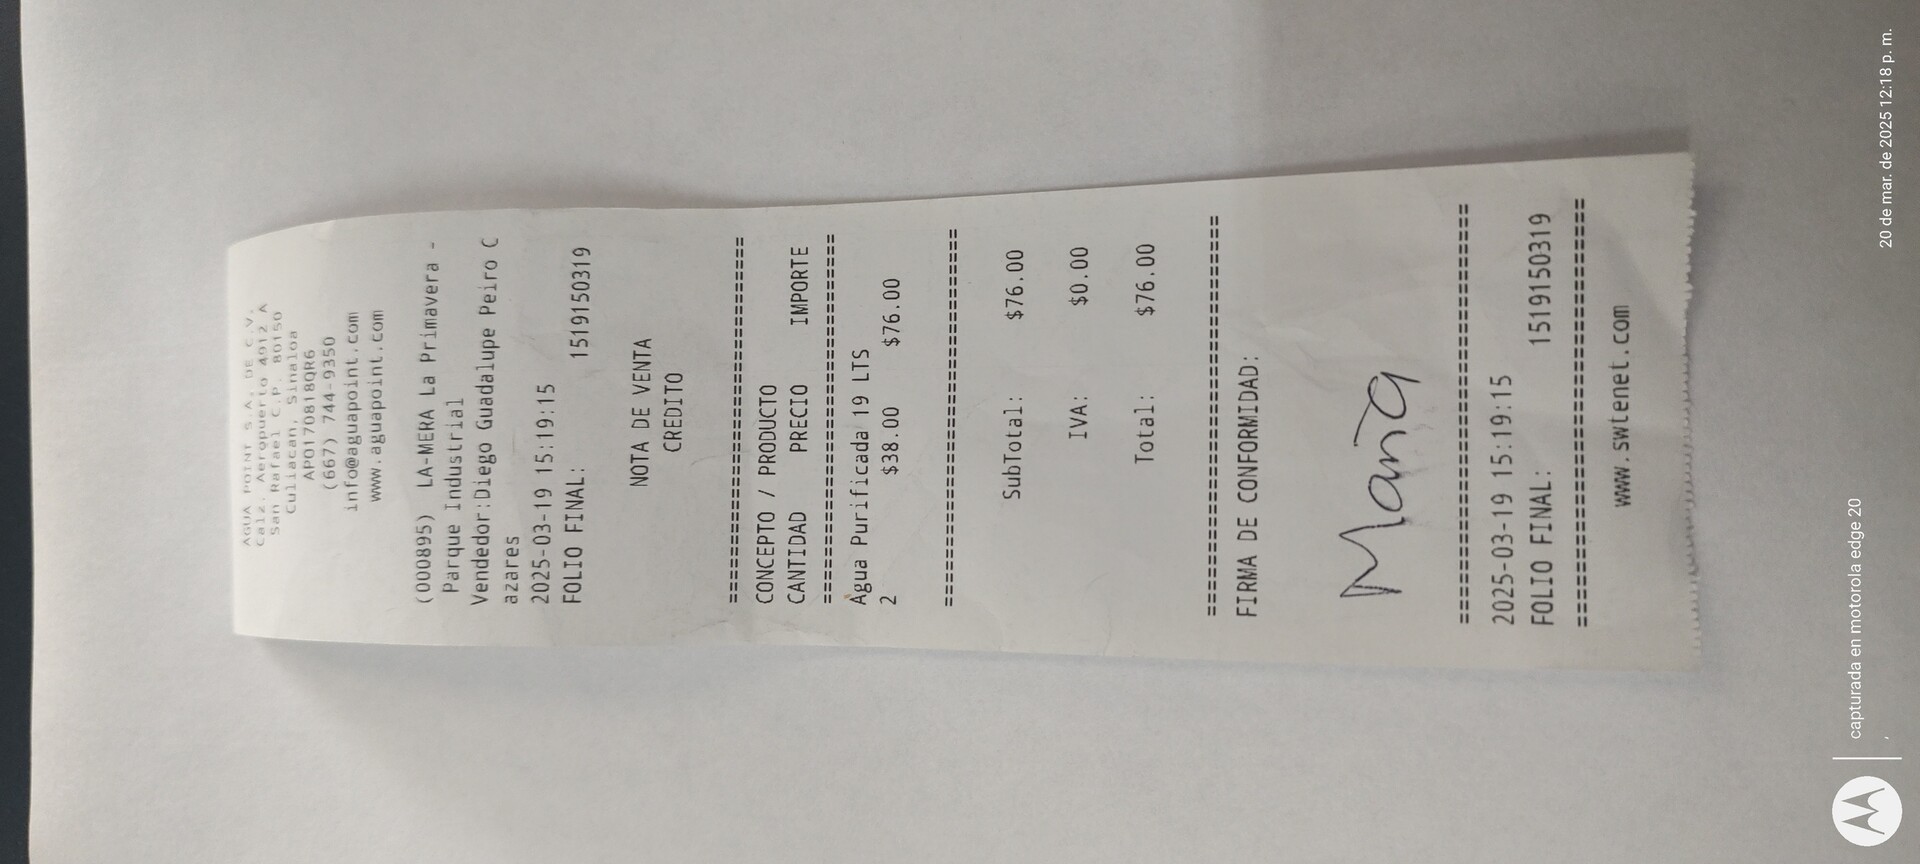 AGUA POINT S.A. DE C.V.
Calz. Aeropuerto 4912 A
San Rafael C.P. 80150
Culiacan, Sinaloa
APO170818QR6
(667) 744-9350
info@aguapoint.com
www.aguapoint.com
(000895) LA-MERA La Primavera -
Parque Industrial
Vendedor:Diego Guadalupe Peiro C
azares
2025-03-19 15:19:15
FOLIO FINAL: 1519150319
NOTA DE VENTA
CREDITO
================================
CONCEPTO / PRODUCTO
CANTIDAD PRECIO IMPORTE
================================
Agua Purificada 19 LTS
2 $38.00 $76.00
================================
SubTotal: $76.00
IVA: $0.00
Total: $76.00
================================
FIRMA DE CONFORMIDAD:
Maria
================================
2025-03-19 15:19:15
FOLIO FINAL: 1519150319
================================
www.swtenet.com
capturada en motorola edge 20
20 de mar. de 2025 12:18 p. m.